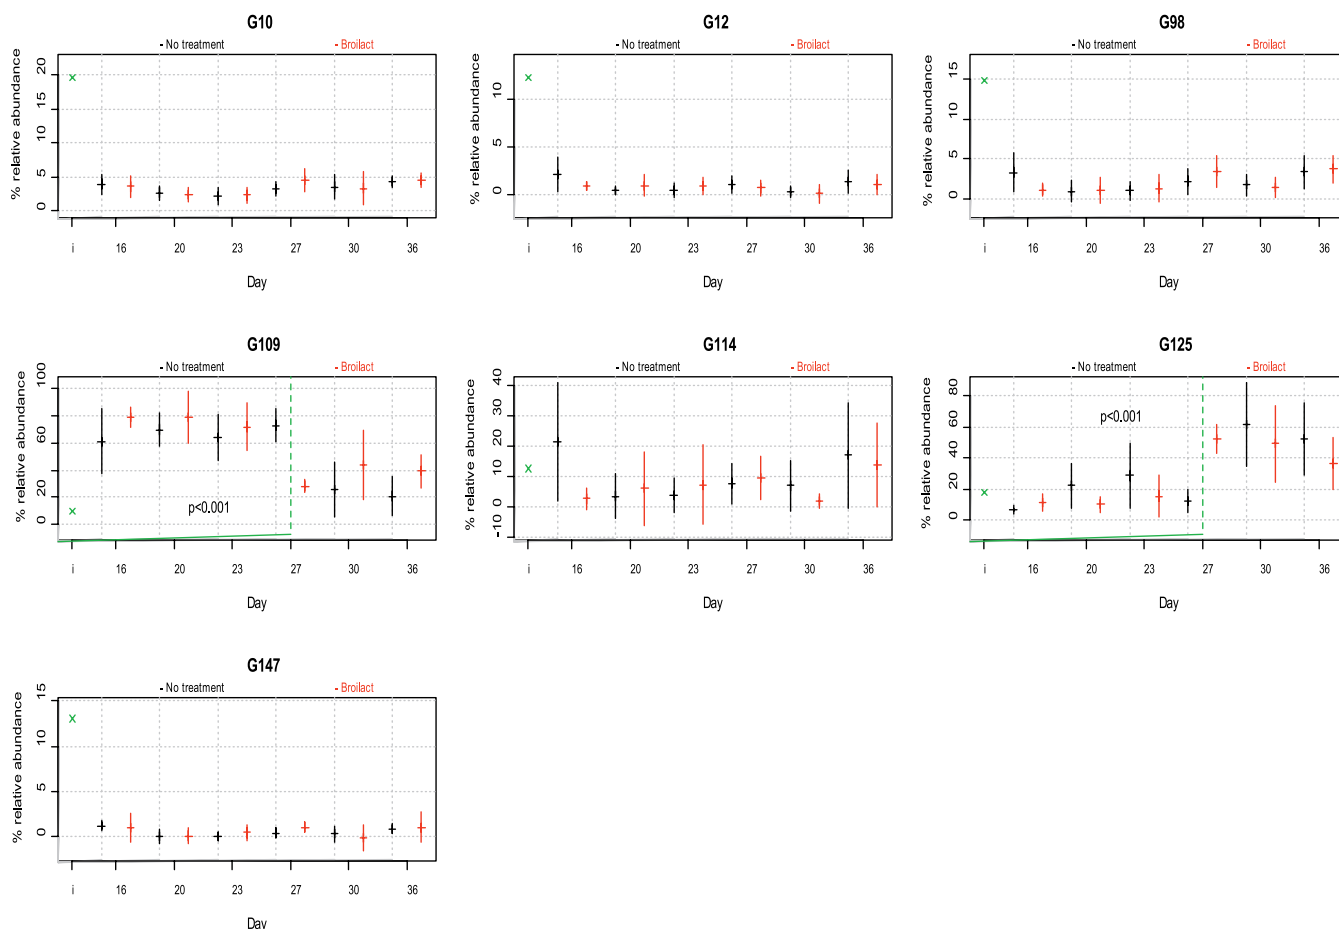 G10
- No treatment - Broilact
% relative abundance
20
15
10
5
0
i 16 20 23 27 30 36
Day
G12
- No treatment - Broilact
% relative abundance
10
5
0
i 16 20 23 27 30 36
Day
G98
- No treatment - Broilact
% relative abundance
15
10
5
0
i 16 20 23 27 30 36
Day
G109
- No treatment - Broilact
% relative abundance
100
60
40
20
0
p<0.001
i 16 20 23 27 30 36
Day
G114
- No treatment - Broilact
% relative abundance
40
30
20
10
0
-10
i 16 20 23 27 30 36
Day
G125
- No treatment - Broilact
% relative abundance
80
60
40
20
0
p<0.001
i 16 20 23 27 30 36
Day
G147
- No treatment - Broilact
% relative abundance
15
10
5
0
i 16 20 23 27 30 36
Day